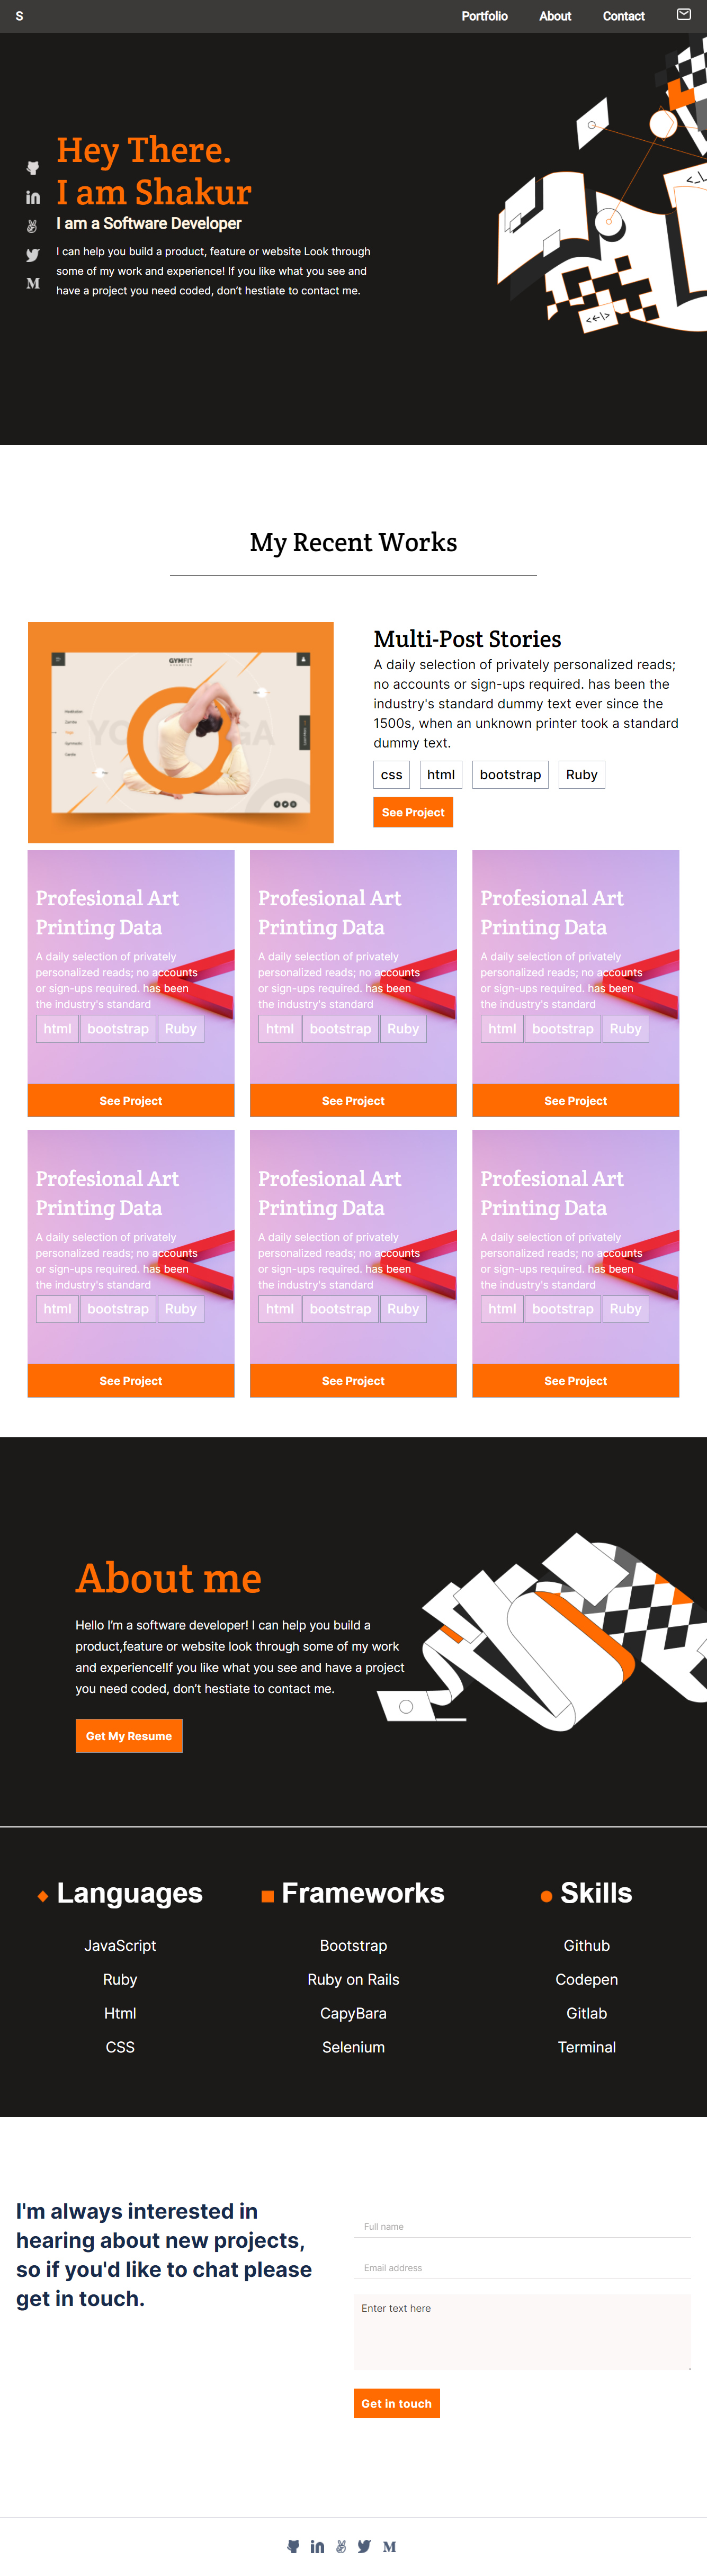 S
Portfolio
About
Contact
Hey There.
I am Shakur
I am a Software Developer
I can help you build a product, feature or website Look through
some of my work and experience! If you like what you see and
have a project you need coded, don't hestiate to contact me.
My Recent Works
GYMFIT
Multi-Post Stories
A daily selection of privately personalized reads;
no accounts or sign-ups required. has been the
industry's standard dummy text ever since the
1500s, when an unknown printer took a standard
dummy text.
css
html
bootstrap
Ruby
See Project
Profesional Art
Printing Data
A daily selection of privately
personalized reads; no accounts
or sign-ups required. has been
the industry's standard
html
bootstrap
Ruby
See Project
Profesional Art
Printing Data
A daily selection of privately
personalized reads; no accounts
or sign-ups required. has been
the industry's standard
html
bootstrap
Ruby
See Project
Profesional Art
Printing Data
A daily selection of privately
personalized reads; no accounts
or sign-ups required. has been
the industry's standard
html
bootstrap
Ruby
See Project
Profesional Art
Printing Data
A daily selection of privately
personalized reads; no accounts
or sign-ups required. has been
the industry's standard
html
bootstrap
Ruby
See Project
Profesional Art
Printing Data
A daily selection of privately
personalized reads; no accounts
or sign-ups required. has been
the industry's standard
html
bootstrap
Ruby
See Project
Profesional Art
Printing Data
A daily selection of privately
personalized reads; no accounts
or sign-ups required. has been
the industry's standard
html
bootstrap
Ruby
See Project
About me
Hello I'm a software developer! I can help you build a
product,feature or website look through some of my work
and experience!If you like what you see and have a project
you need coded, don't hestiate to contact me.
Get My Resume
Languages
JavaScript
Ruby
Html
CSS
Frameworks
Bootstrap
Ruby on Rails
CapyBara
Selenium
Skills
Github
Codepen
Gitlab
Terminal
I'm always interested in
hearing about new projects,
so if you'd like to chat please
get in touch.
Full name
Email address
Enter text here
Get in touch